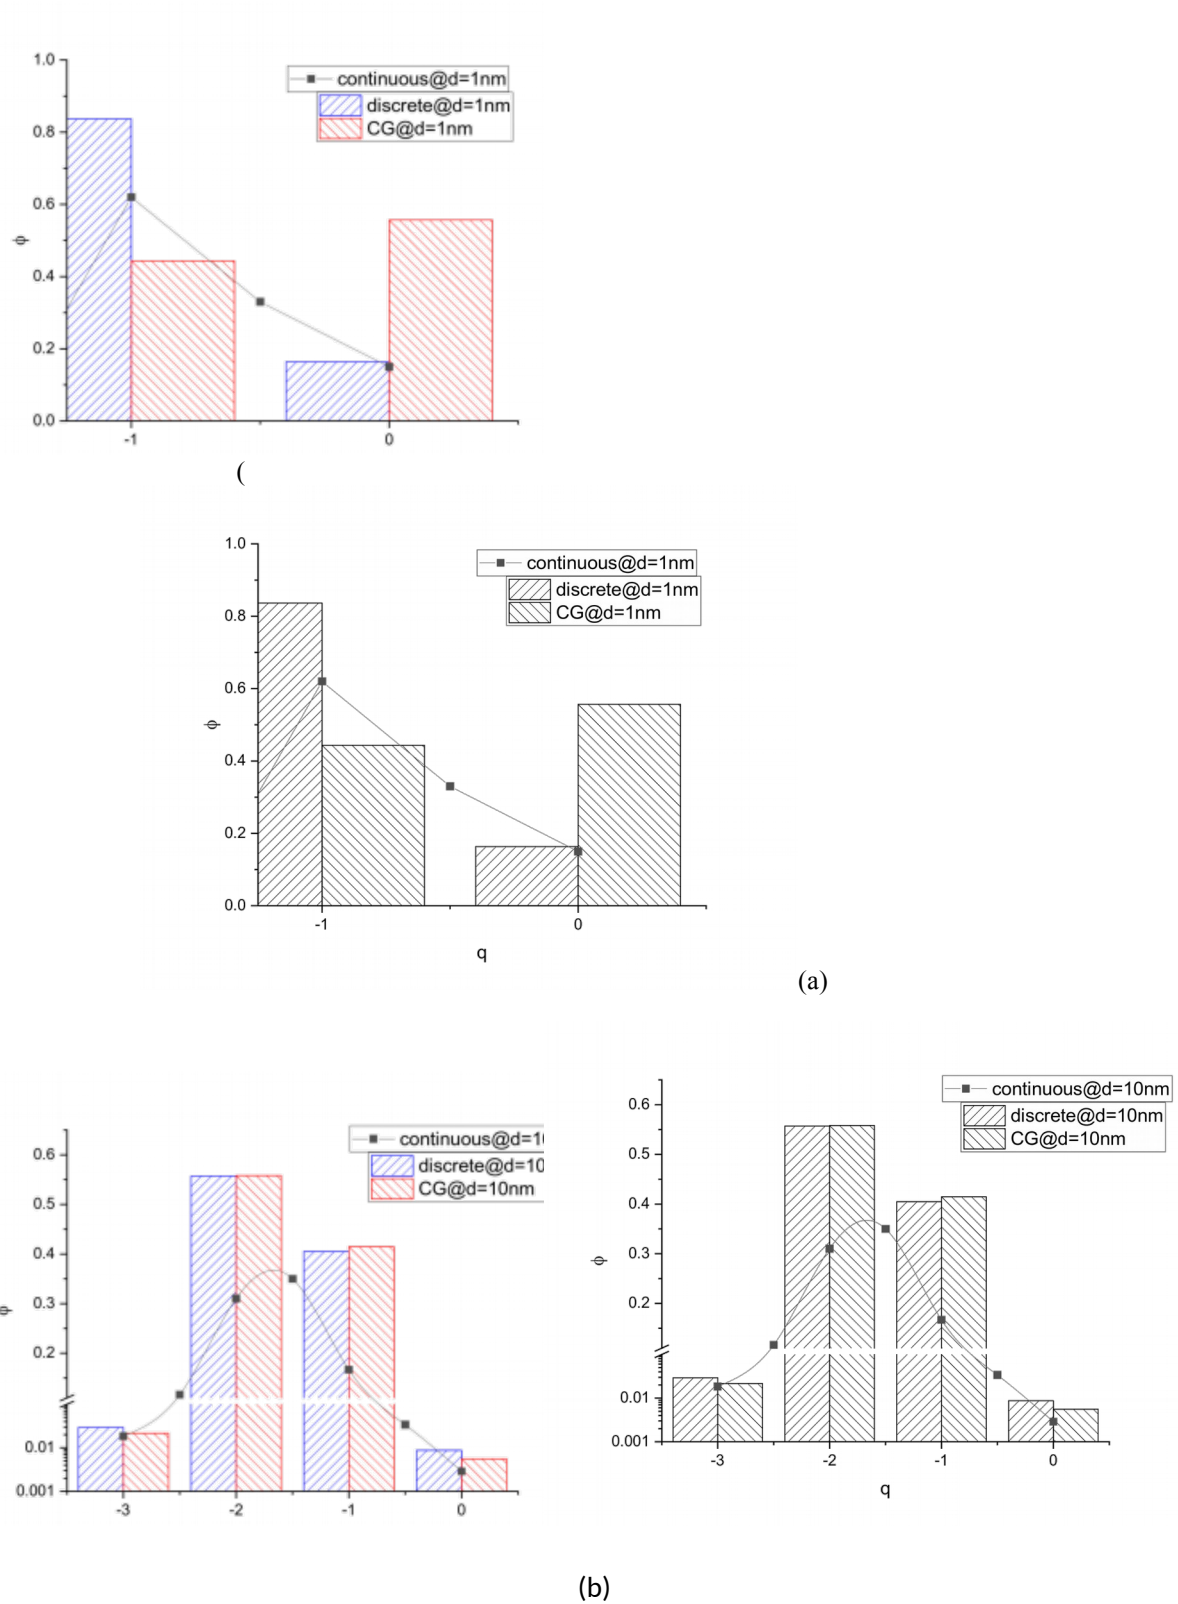 1.0
continuous@d=1nm
discrete@d=1nm
CG@d=1nm
0.8
0.6
ϕ
0.4
0.2
0.0
-1 0
(
1.0
continuous@d=1nm
discrete@d=1nm
CG@d=1nm
0.8
0.6
ϕ
0.4
0.2
0.0
-1 0
q
(a)
continuous@d=10
discrete@d=10
CG@d=10nm
0.6
0.5
0.4
0.3
ϕ
0.2
0.01
0.001
-3 -2 -1 0
continuous@d=10nm
discrete@d=10nm
CG@d=10nm
0.6
0.5
0.4
0.3
ϕ
0.2
0.01
0.001
-3 -2 -1 0
q
(b)